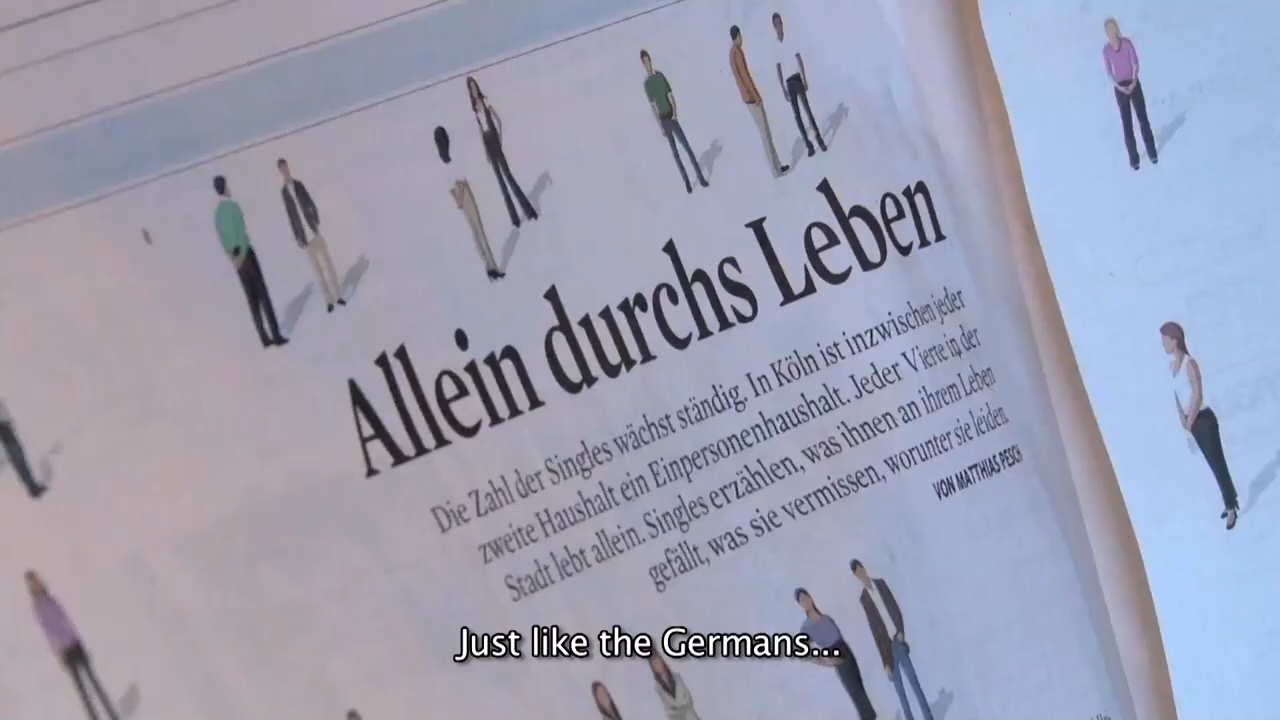 Allein durchs Leben
Die Zahl der Singles wächst ständig. In Köln ist inzwischen jeder
zweite Haushalt ein Einpersonenhaushalt. Jeder Vierte in der
Stadt lebt allein. Singles erzählen, was ihnen an ihrem Leben
gefällt, was sie vermissen, worunter sie leiden.
VON MATTHIAS PESCH
Just like the Germans...